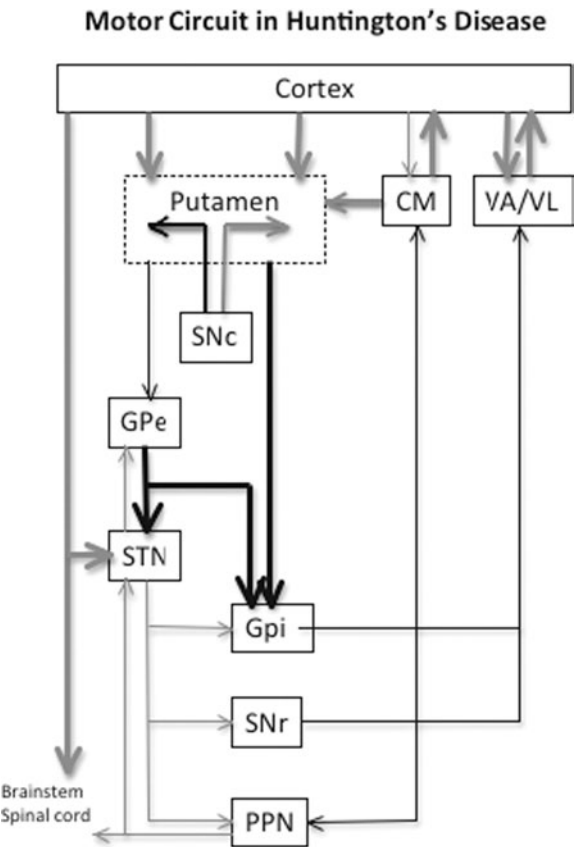 Motor Circuit in Huntington's Disease
Cortex
Putamen
CM
VA/VL
SNc
GPe
STN
Gpi
SNr
Brainstem
Spinal cord
PPN